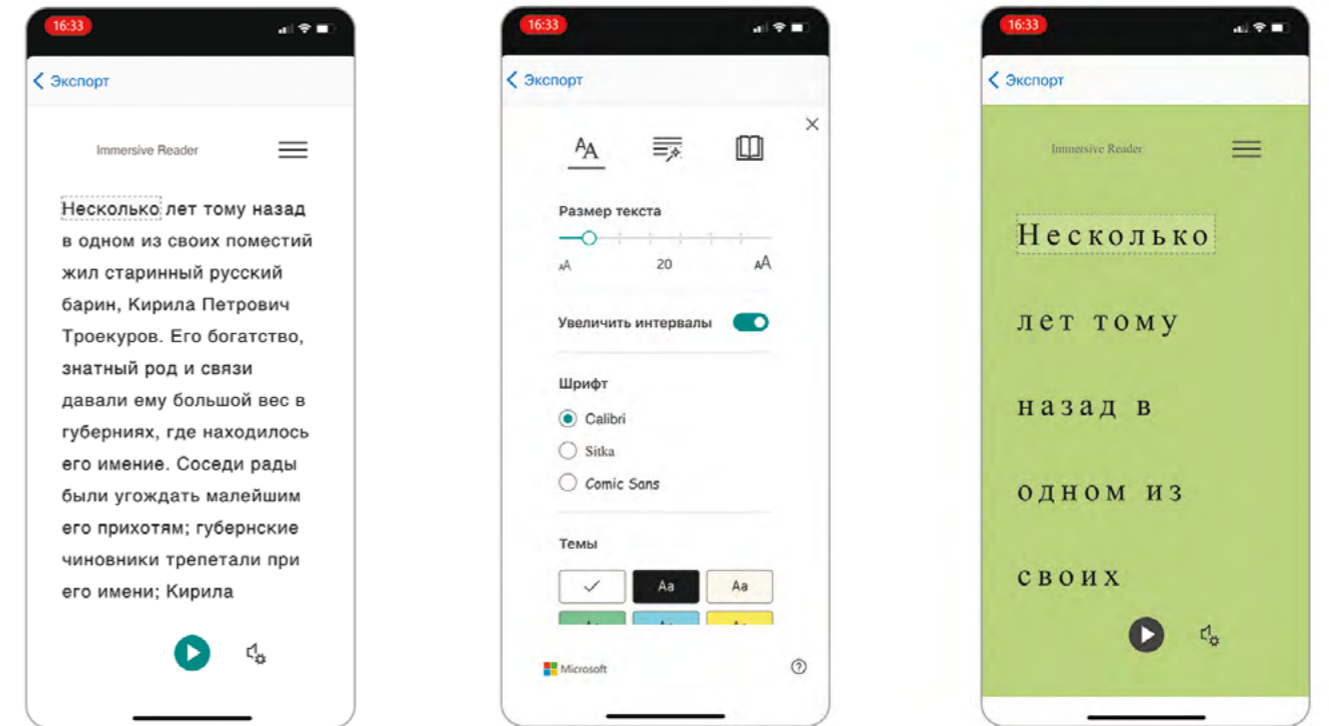 16:33
Экспорт
Immersive Reader
Несколько лет тому назад
в одном из своих поместий
жил старинный русский
барин, Кирила Петрович
Троекуров. Его богатство,
знатный род и связи
давали ему большой вес в
губерниях, где находилось
его имение. Соседи рады
были угождать малейшим
его прихотям; губернские
чиновники трепетали при
его имени; Кирила
16:33
Экспорт
AA
Размер текста
AA 20 AA
Увеличить интервалы
Шрифт
Calibri
Sitka
Comic Sans
Темы
Aa Aa
Microsoft
16:33
Экспорт
Immersive Reader
Несколько
лет тому
назад в
одном из
своих